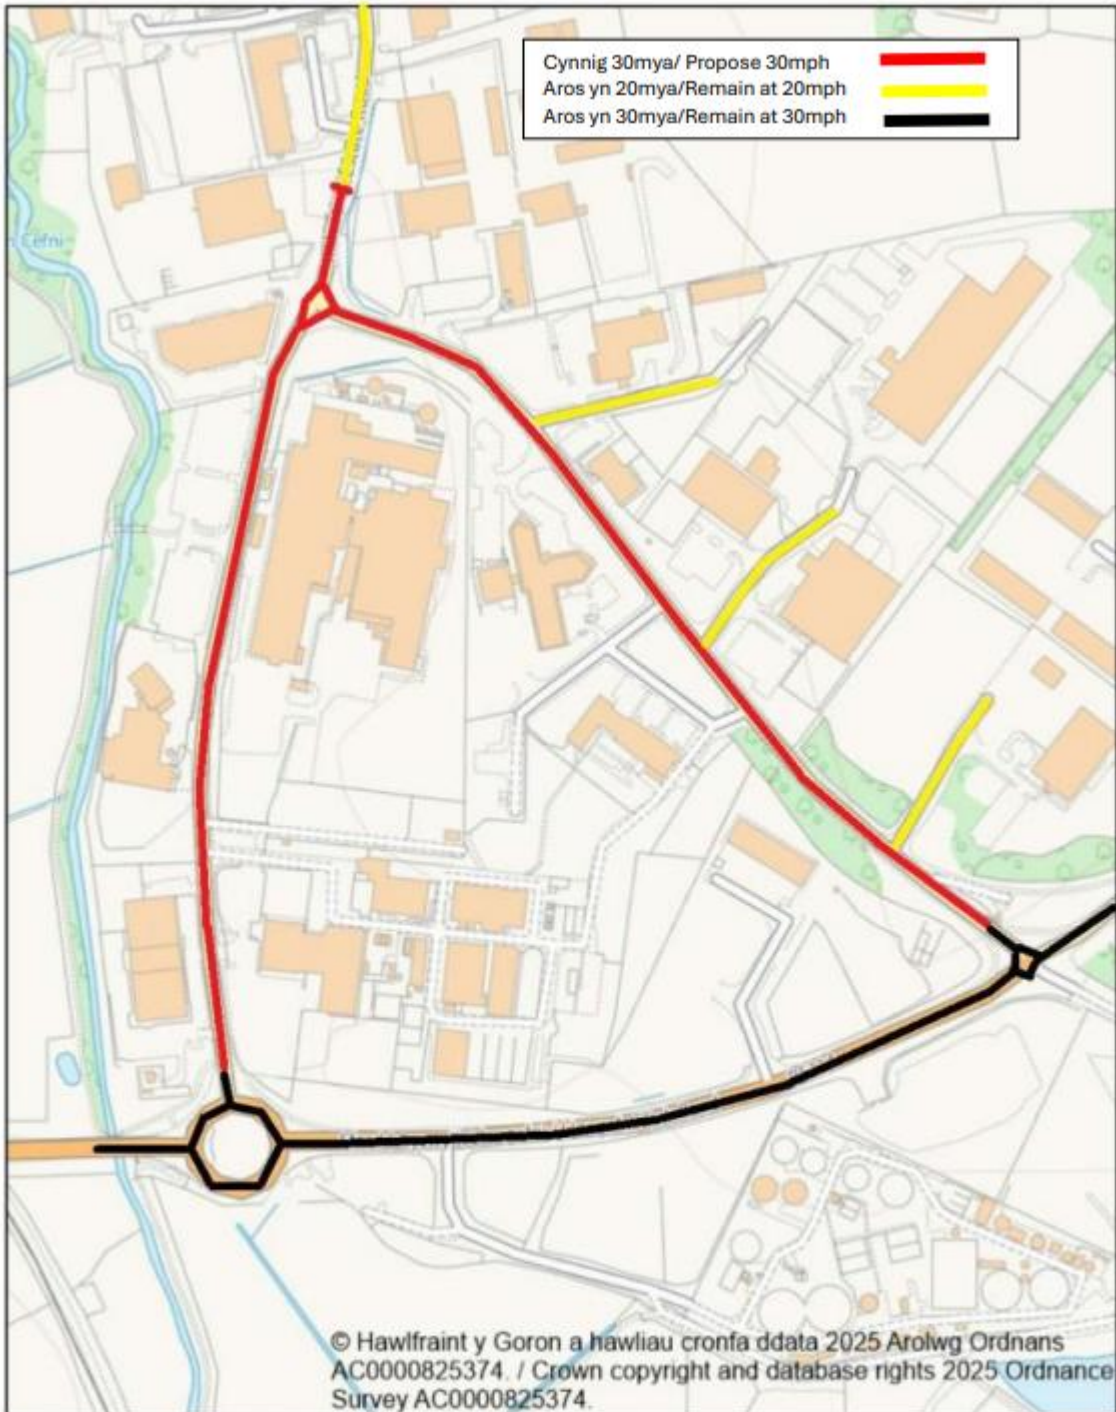 Cynnig 30mya/ Propose 30mph
Aros yn 20mya/Remain at 20mph
Aros yn 30mya/Remain at 30mph
Cefni
© Hawlfraint y Goron a hawliau cronfa ddata 2025 Arolwg Ordnans
AC0000825374. / Crown copyright and database rights 2025 Ordnance
Survey AC0000825374.